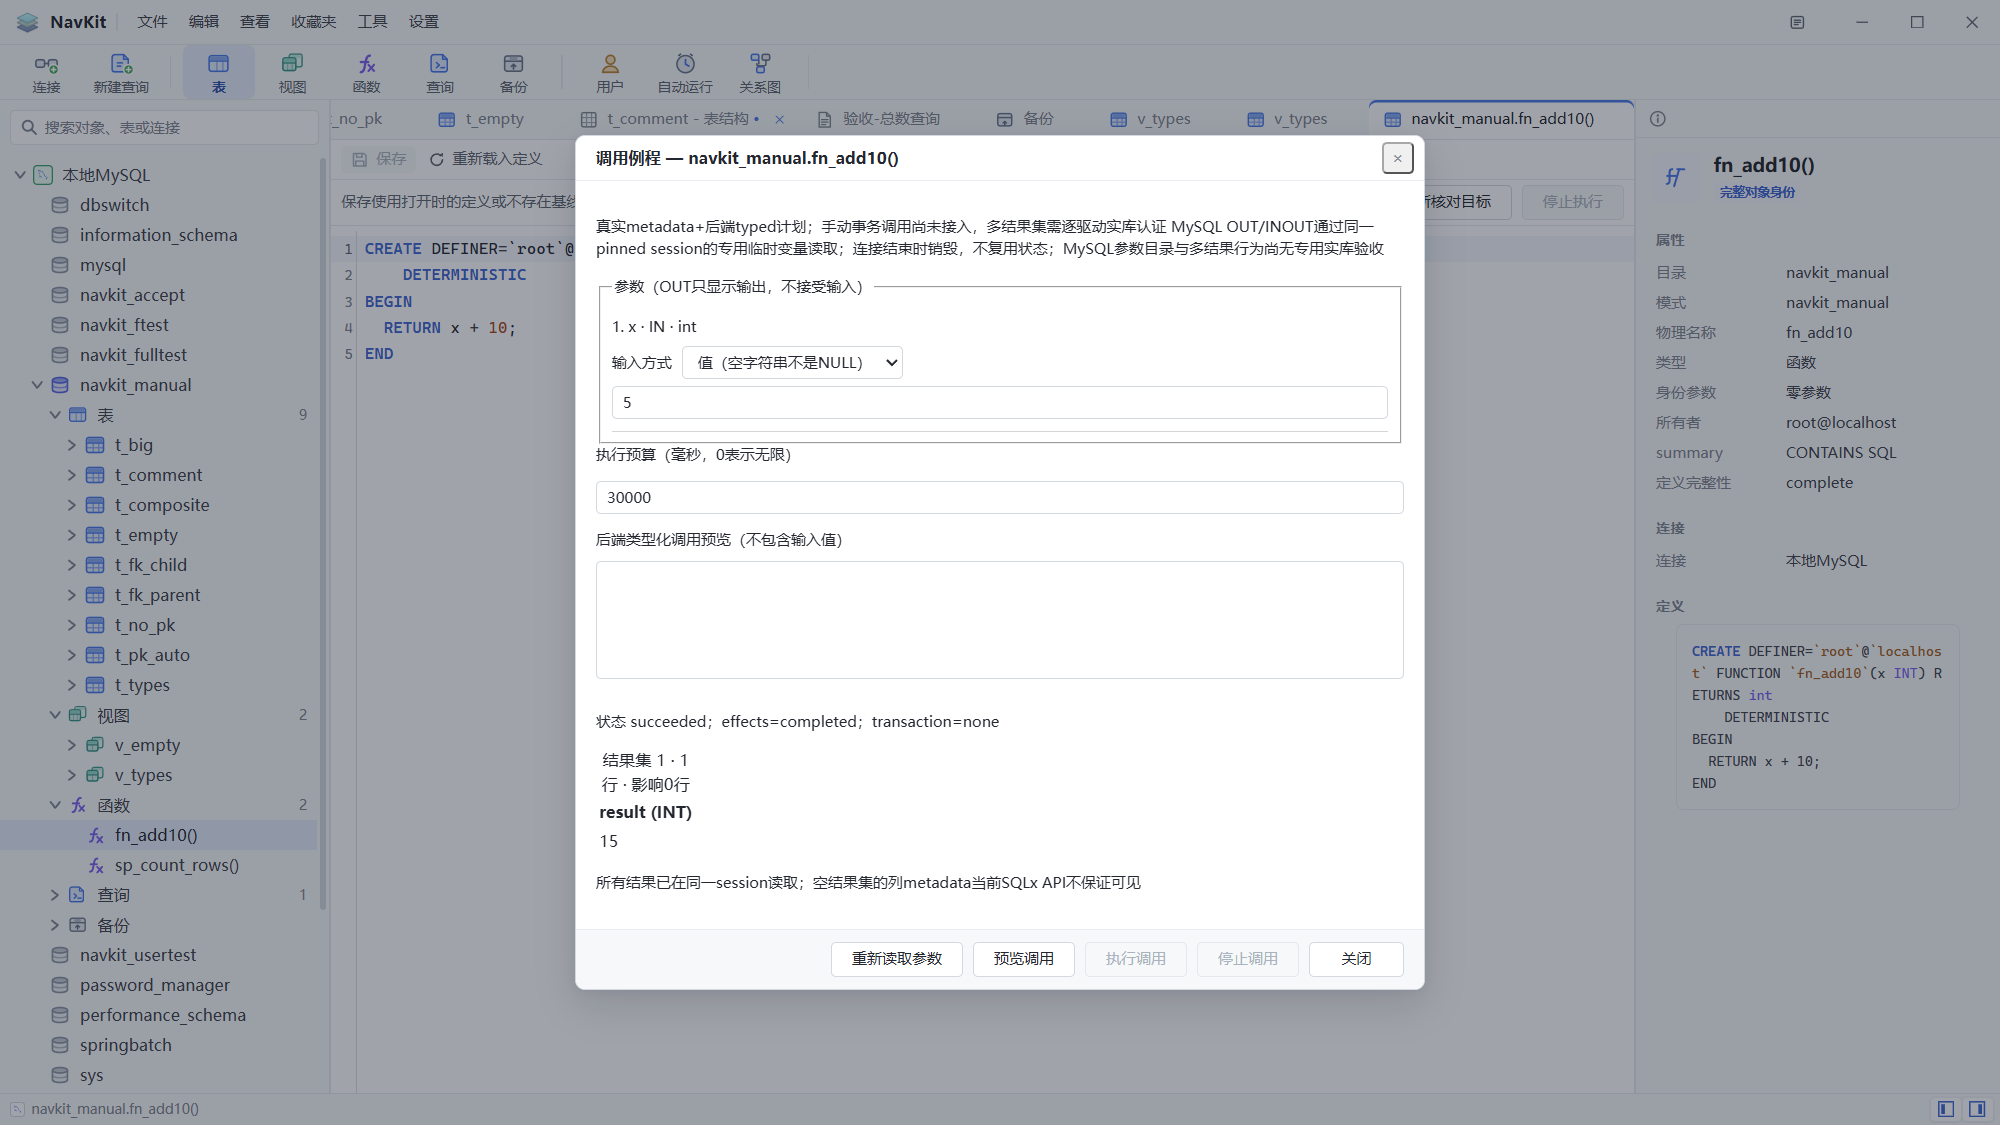 NavKit 文件 编辑 查看 收藏夹 工具 设置
连接 新建查询 表 视图 函数 查询 备份 用户 自动运行 关系图
搜索对象、表或连接
_no_pk t_empty t_comment - 表结构 • × 验收-总数查询 备份 v_types v_types navkit_manual.fn_add10()
本地MySQL
dbswitch
information_schema
mysql
navkit_accept
navkit_ftest
navkit_fulltest
navkit_manual
表 9
t_big
t_comment
t_composite
t_empty
t_fk_child
t_fk_parent
t_no_pk
t_pk_auto
t_types
视图 2
v_empty
v_types
函数 2
fn_add10()
sp_count_rows()
查询 1
备份
navkit_usertest
password_manager
performance_schema
springbatch
sys
保存 重新载入定义
保存使用打开时的定义或不存在基线
核对目标 停止执行
1 CREATE DEFINER=`root`@
2 DETERMINISTIC
3 BEGIN
4 RETURN x + 10;
5 END
调用例程 — navkit_manual.fn_add10()
×
真实metadata+后端typed计划；手动事务调用尚未接入，多结果集需逐驱动实库认证 MySQL OUT/INOUT通过同一
pinned session的专用临时变量读取；连接结束时销毁，不复用状态；MySQL参数目录与多结果行为尚无专用实库验收
参数（OUT只显示输出，不接受输入）
1. x · IN · int
输入方式 值（空字符串不是NULL）
5
执行预算（毫秒，0表示无限）
30000
后端类型化调用预览（不包含输入值）
状态 succeeded；effects=completed；transaction=none
结果集 1 · 1
行 · 影响0行
result (INT)
15
所有结果已在同一session读取；空结果集的列metadata当前SQLx API不保证可见
重新读取参数 预览调用 执行调用 停止调用 关闭
fn_add10()
完整对象身份
属性
目录 navkit_manual
模式 navkit_manual
物理名称 fn_add10
类型 函数
身份参数 零参数
所有者 root@localhost
summary CONTAINS SQL
定义完整性 complete
连接
连接 本地MySQL
定义
CREATE DEFINER=`root`@`localhos
t` FUNCTION `fn_add10`(x INT) R
ETURNS int
DETERMINISTIC
BEGIN
RETURN x + 10;
END
navkit_manual.fn_add10()